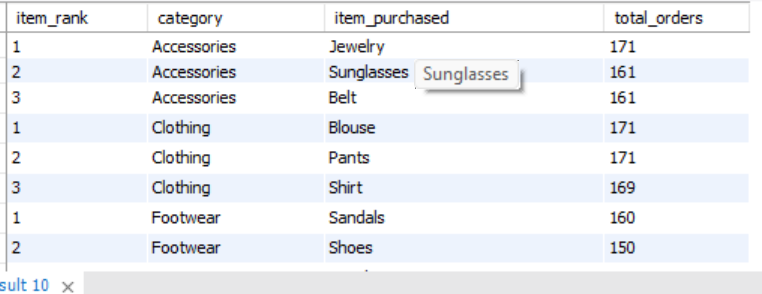 item_rank category item_purchased total_orders
1 Accessories Jewelry 171
2 Accessories Sunglasses Sunglasses 161
3 Accessories Belt 161
1 Clothing Blouse 171
2 Clothing Pants 171
3 Clothing Shirt 169
1 Footwear Sandals 160
2 Footwear Shoes 150
sult 10 ×